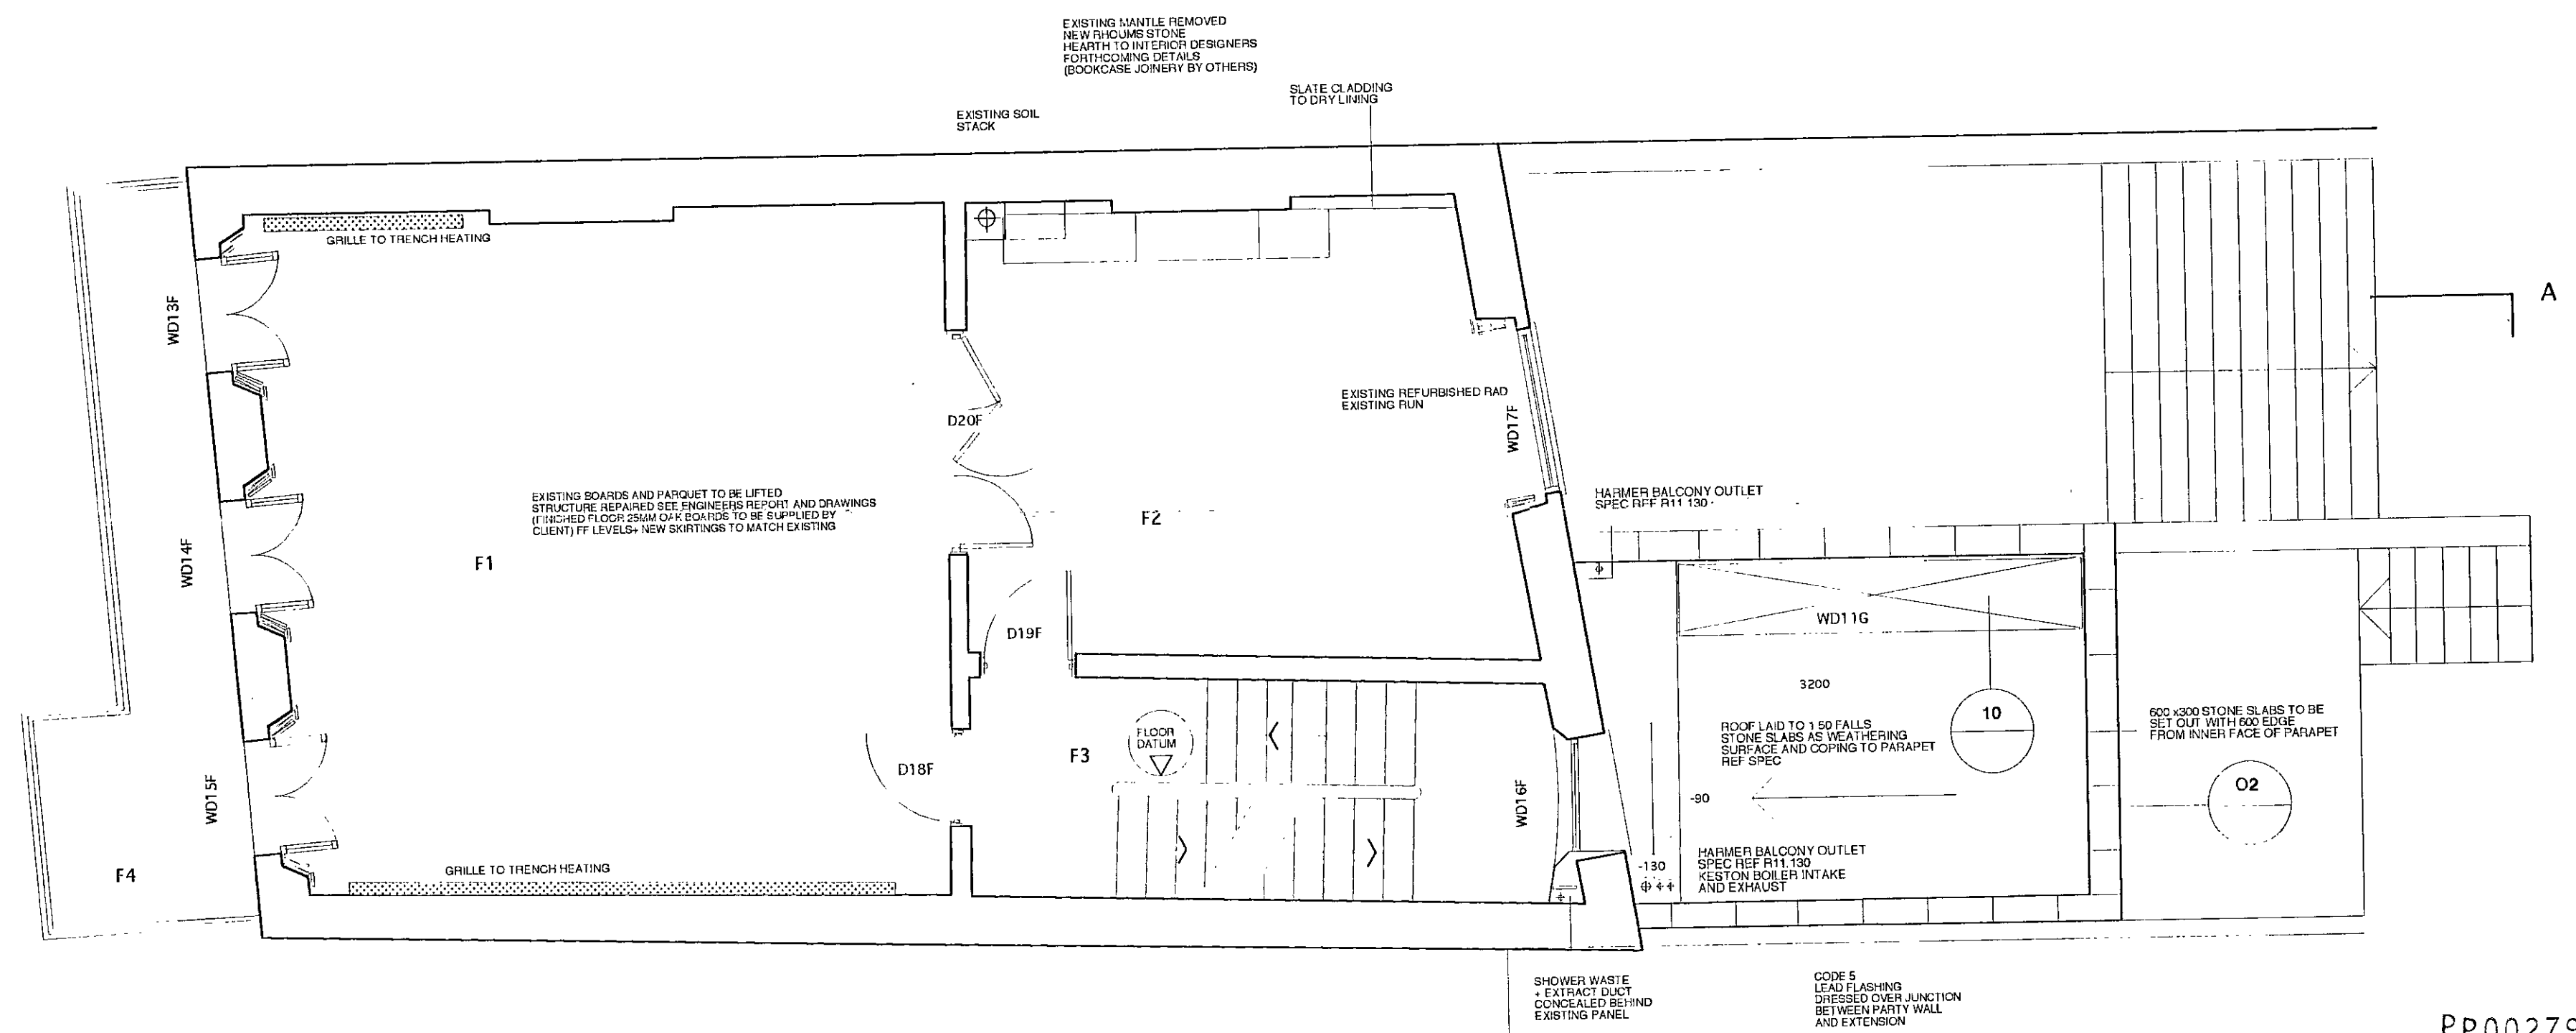 EXISTING MANTLE REMOVED
NEW RHOUMS STONE
HEARTH TO INTERIOR DESIGNERS
FORTHCOMING DETAILS
(BOOKCASE JOINERY BY OTHERS)
SLATE CLADDING
TO DRY LINING
EXISTING SOIL
STACK
GRILLE TO TRENCH HEATING
WD13F
A
EXISTING REFURBISHED RAD
EXISTING RUN
WD17F
D20F
HARMER BALCONY OUTLET
SPEC REF R11 130
EXISTING BOARDS AND PARQUET TO BE LIFTED
STRUCTURE REPAIRED SEE ENGINEERS REPORT AND DRAWINGS
(FINISHED FLOOR 25MM OAK BOARDS TO BE SUPPLIED BY
CLIENT) FF LEVELS+ NEW SKIRTINGS TO MATCH EXISTING
F2
F1
WD14F
D19F
WD11G
3200
10
ROOF LAID TO 1 50 FALLS
STONE SLABS AS WEATHERING
SURFACE AND COPING TO PARAPET
REF SPEC
600 x300 STONE SLABS TO BE
SET OUT WITH 600 EDGE
FROM INNER FACE OF PARAPET
FLOOR
DATUM
F3
D18F
WD15F
WD16F
-90
O2
HARMER BALCONY OUTLET
SPEC REF R11.130
KESTON BOILER INTAKE
AND EXHAUST
-130
GRILLE TO TRENCH HEATING
F4
SHOWER WASTE
+ EXTRACT DUCT
CONCEALED BEHIND
EXISTING PANEL
CODE 5
LEAD FLASHING
DRESSED OVER JUNCTION
BETWEEN PARTY WALL
AND EXTENSION